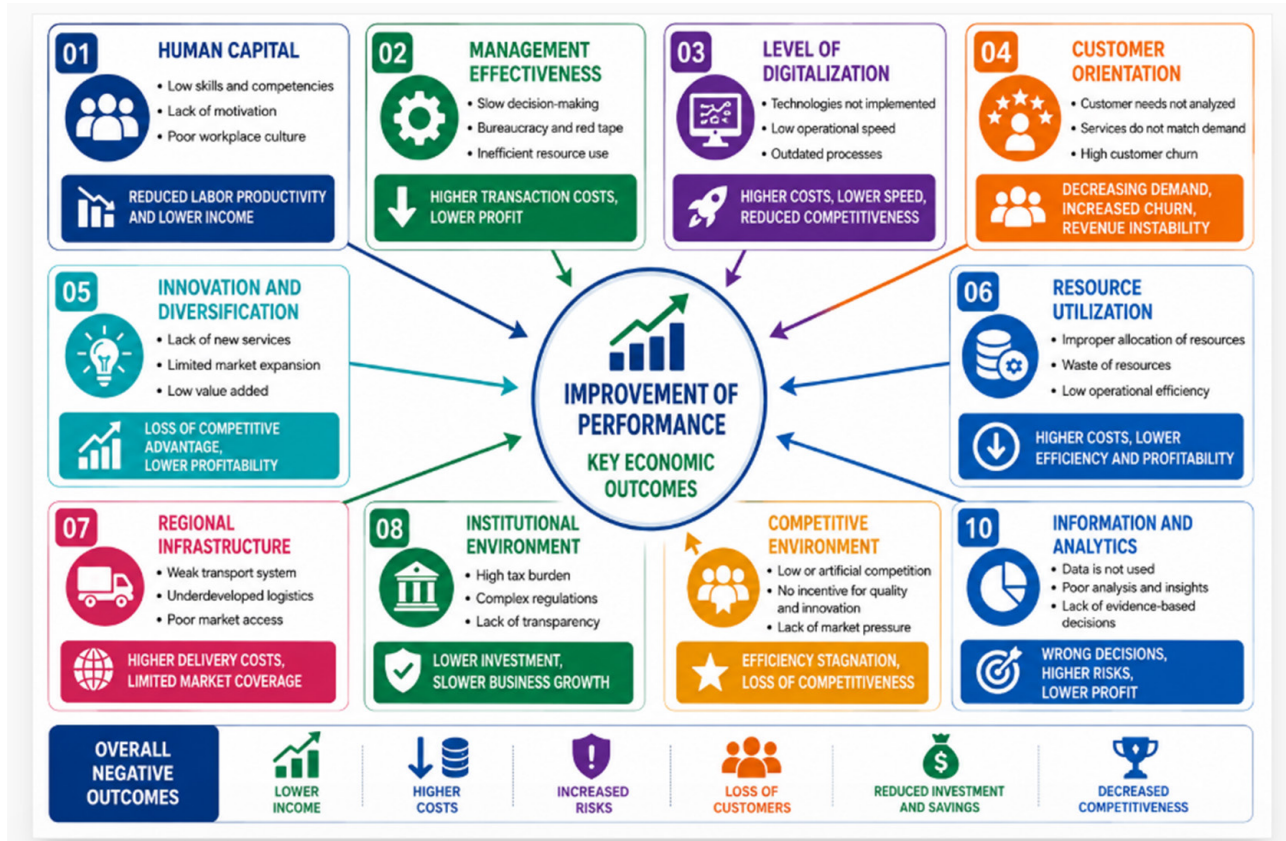 01
HUMAN CAPITAL
• Low skills and competencies
• Lack of motivation
• Poor workplace culture
REDUCED LABOR PRODUCTIVITY
AND LOWER INCOME
02
MANAGEMENT
EFFECTIVENESS
• Slow decision-making
• Bureaucracy and red tape
• Inefficient resource use
HIGHER TRANSACTION COSTS,
LOWER PROFIT
03
LEVEL OF
DIGITALIZATION
• Technologies not implemented
• Low operational speed
• Outdated processes
HIGHER COSTS, LOWER SPEED,
REDUCED COMPETITIVENESS
04
CUSTOMER
ORIENTATION
• Customer needs not analyzed
• Services do not match demand
• High customer churn
DECREASING DEMAND,
INCREASED CHURN,
REVENUE INSTABILITY
05
INNOVATION AND
DIVERSIFICATION
• Lack of new services
• Limited market expansion
• Low value added
LOSS OF COMPETITIVE
ADVANTAGE,
LOWER PROFITABILITY
IMPROVEMENT OF
PERFORMANCE
KEY ECONOMIC
OUTCOMES
06
RESOURCE
UTILIZATION
• Improper allocation of resources
• Waste of resources
• Low operational efficiency
HIGHER COSTS, LOWER
EFFICIENCY AND PROFITABILITY
07
REGIONAL
INFRASTRUCTURE
• Weak transport system
• Underdeveloped logistics
• Poor market access
HIGHER DELIVERY COSTS,
LIMITED MARKET COVERAGE
08
INSTITUTIONAL
ENVIRONMENT
• High tax burden
• Complex regulations
• Lack of transparency
LOWER INVESTMENT,
SLOWER BUSINESS GROWTH
COMPETITIVE
ENVIRONMENT
• Low or artificial competition
• No incentive for quality
and innovation
• Lack of market pressure
EFFICIENCY STAGNATION,
LOSS OF COMPETITIVENESS
10
INFORMATION AND
ANALYTICS
• Data is not used
• Poor analysis and insights
• Lack of evidence-based
decisions
WRONG DECISIONS,
HIGHER RISKS,
LOWER PROFIT
OVERALL
NEGATIVE
OUTCOMES
LOWER
INCOME
HIGHER
COSTS
INCREASED
RISKS
LOSS OF
CUSTOMERS
$
REDUCED INVESTMENT
AND SAVINGS
DECREASED
COMPETITIVENESS